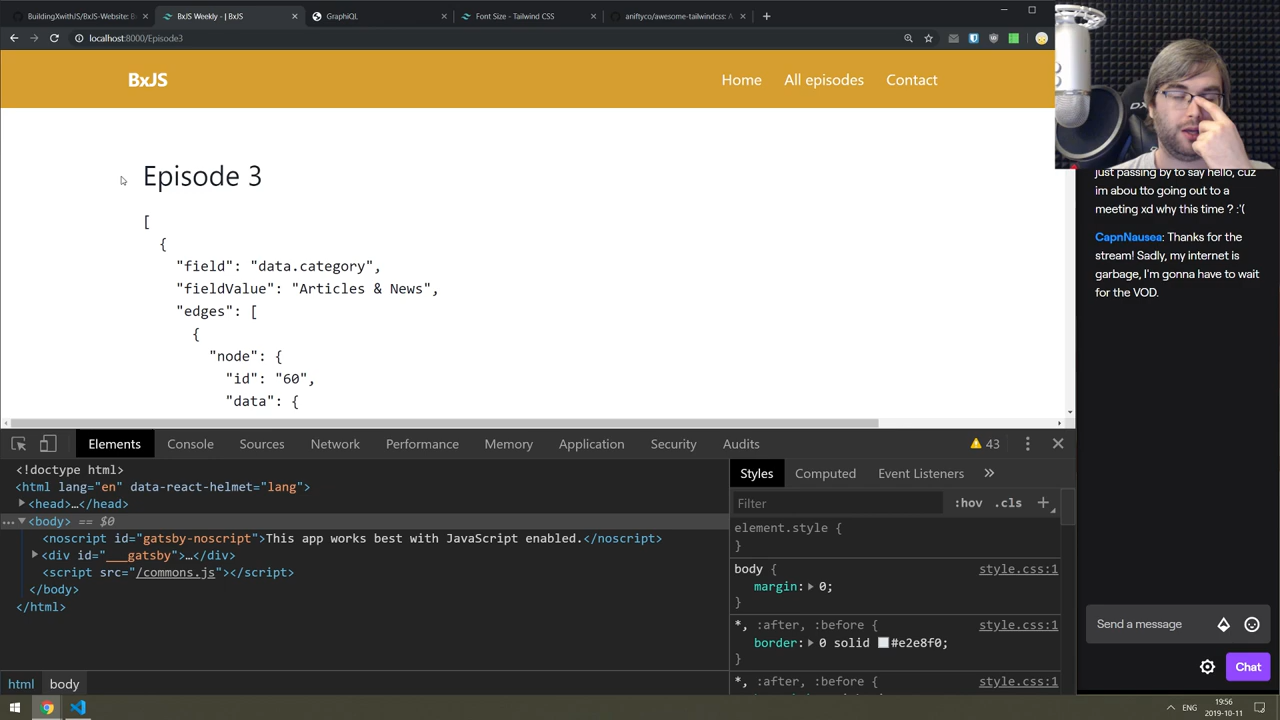 BuildingXwithJS/BxJS-Website: B
BxJS Weekly - | BxJS
GraphiQL
Font Size - Tailwind CSS
aniftyco/awesome-tailwindcss: A
localhost:8000/Episode3
BxJS
Home
All episodes
Contact
Episode 3
[
{
"field": "data.category",
"fieldValue": "Articles & News",
"edges": [
{
"node": {
"id": "60",
"data": {
just passing by to say hello, cuz
im abou tto going out to a
meeting xd why this time ? :'(
CapnNausea: Thanks for the
stream! Sadly, my internet is
garbage, I'm gonna have to wait
for the VOD.
Send a message
Chat
Elements
Console
Sources
Network
Performance
Memory
Application
Security
Audits
43
<!doctype html>
<html lang="en" data-react-helmet="lang">
<head>…</head>
<body> == $0
<noscript id="gatsby-noscript">This app works best with JavaScript enabled.</noscript>
<div id="___gatsby">…</div>
<script src="/commons.js"></script>
</body>
</html>
html body
Styles
Computed
Event Listeners
Filter
:hov .cls
element.style {
}
body {
style.css:1
margin: 0;
}
*, :after, :before {
style.css:1
border: 0 solid #e2e8f0;
}
*, :after, :before {
style.css:1
ENG
19:56
2019-10-11